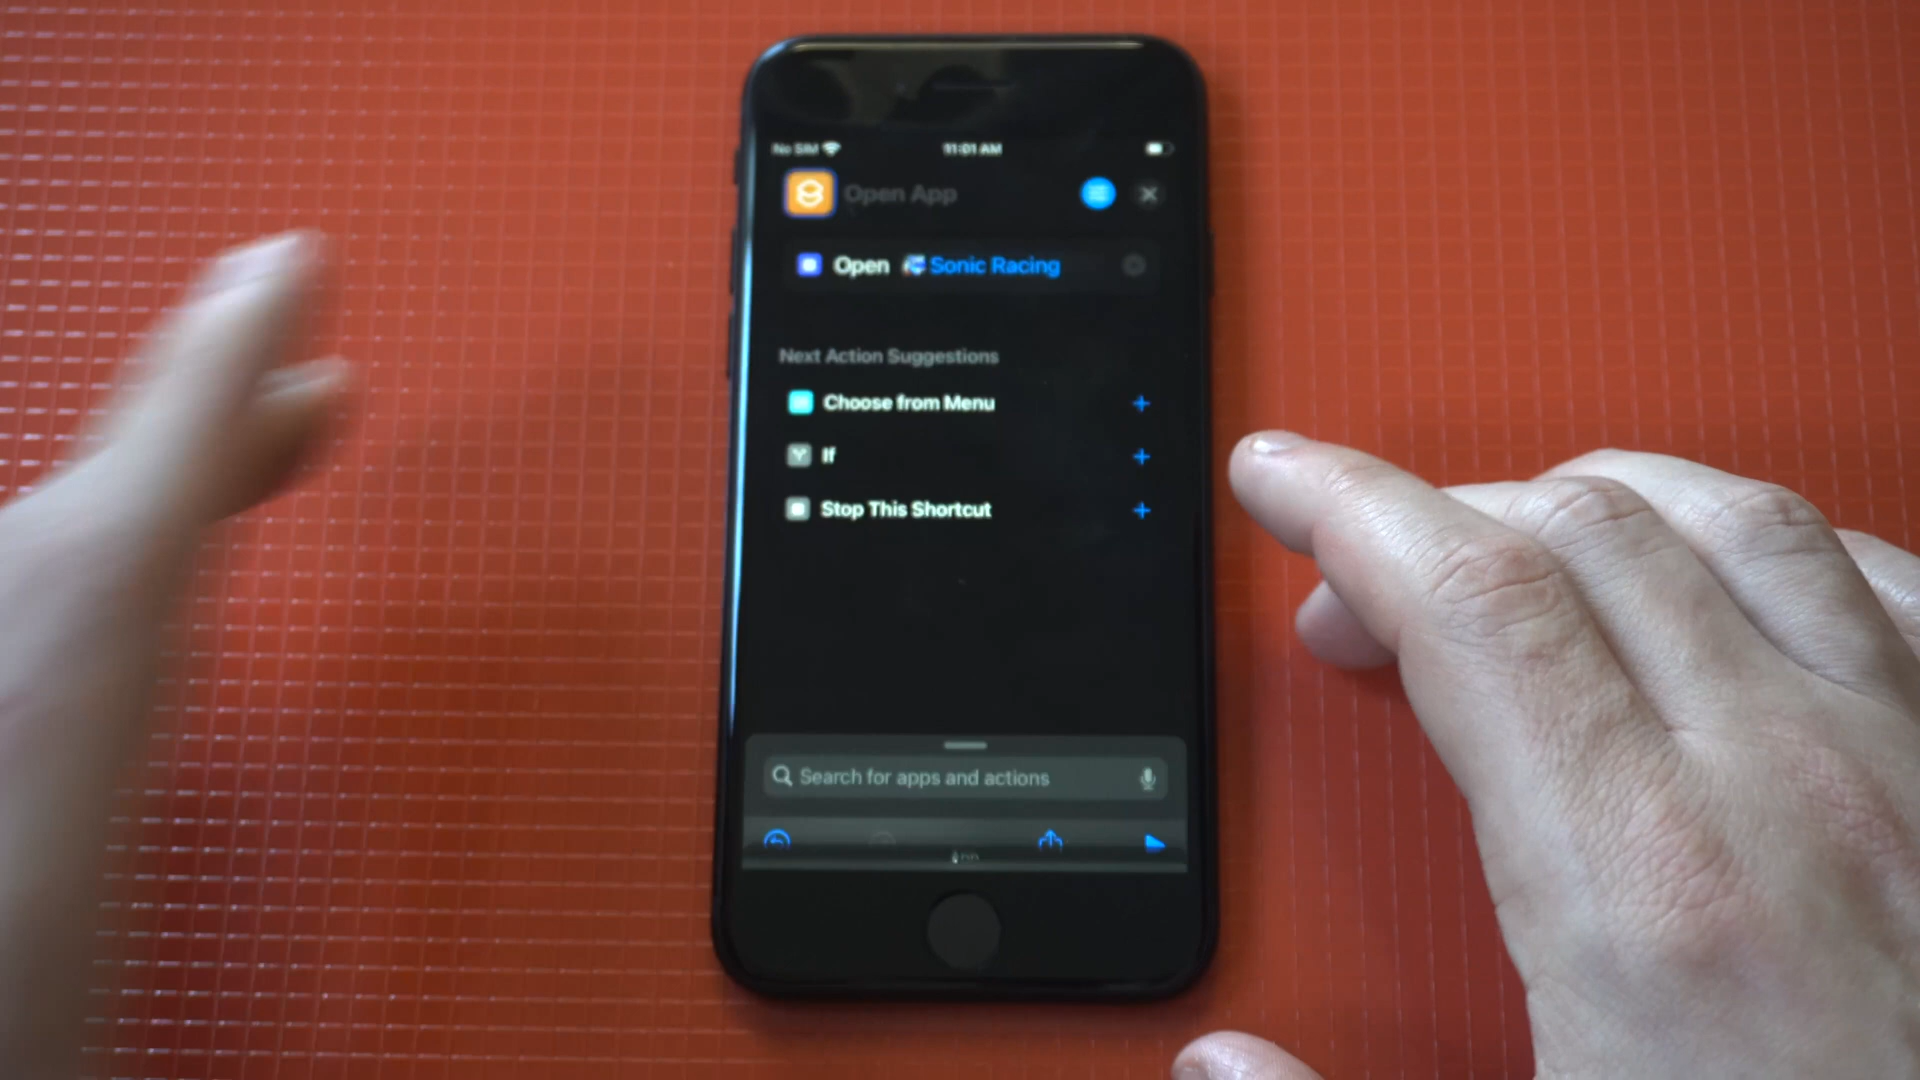 No SIM 11:01 AM
Open App
Open Sonic Racing
Next Action Suggestions
Choose from Menu
If
Stop This Shortcut
Search for apps and actions